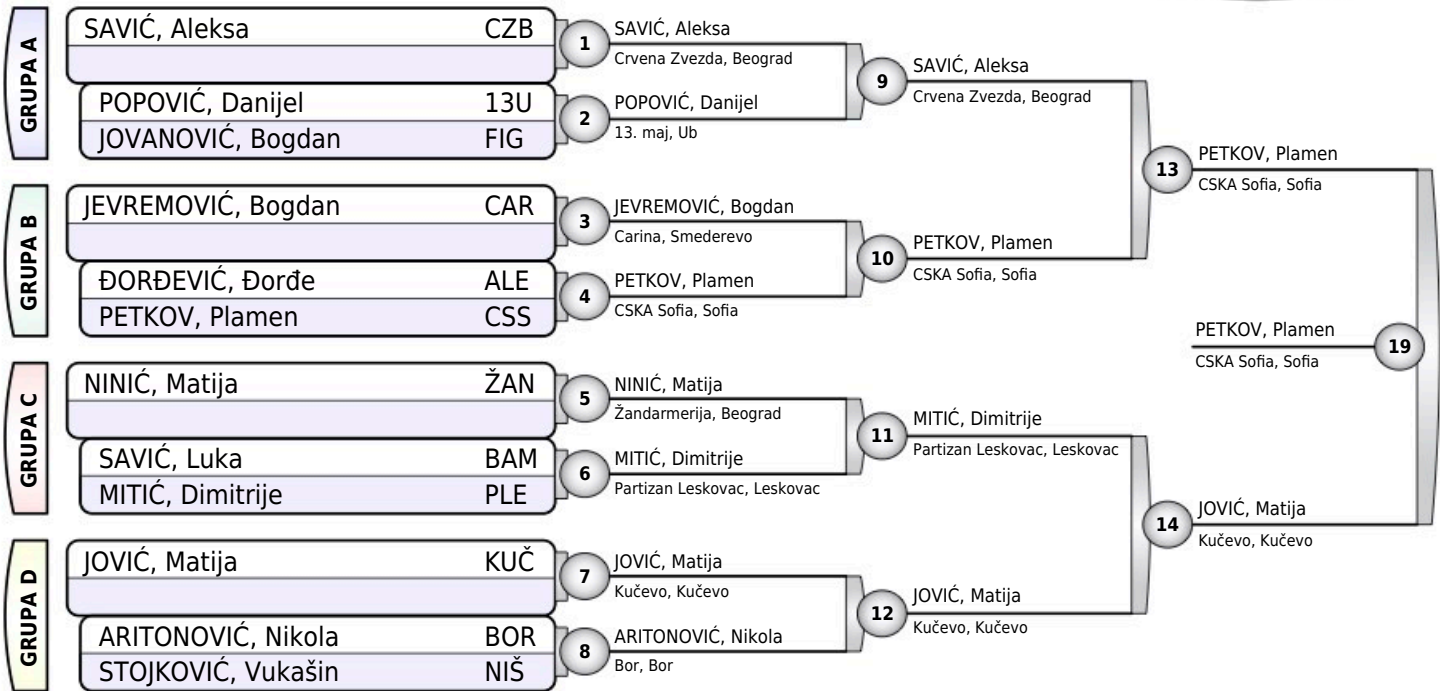 GRUPA A
SAVIĆ, Aleksa CZB
POPOVIĆ, Danijel 13U
JOVANOVIĆ, Bogdan FIG
GRUPA B
JEVREMOVIĆ, Bogdan CAR
ĐORĐEVIĆ, Đorđe ALE
PETKOV, Plamen CSS
GRUPA C
NINIĆ, Matija ŽAN
SAVIĆ, Luka BAM
MITIĆ, Dimitrije PLE
GRUPA D
JOVIĆ, Matija KUČ
ARITONOVIĆ, Nikola BOR
STOJKOVIĆ, Vukašin NIŠ
1
SAVIĆ, Aleksa
Crvena Zvezda, Beograd
2
POPOVIĆ, Danijel
13. maj, Ub
3
JEVREMOVIĆ, Bogdan
Carina, Smederevo
4
PETKOV, Plamen
CSKA Sofia, Sofia
5
NINIĆ, Matija
Žandarmerija, Beograd
6
MITIĆ, Dimitrije
Partizan Leskovac, Leskovac
7
JOVIĆ, Matija
Kučevo, Kučevo
8
ARITONOVIĆ, Nikola
Bor, Bor
9
SAVIĆ, Aleksa
Crvena Zvezda, Beograd
10
PETKOV, Plamen
CSKA Sofia, Sofia
11
MITIĆ, Dimitrije
Partizan Leskovac, Leskovac
12
JOVIĆ, Matija
Kučevo, Kučevo
13
PETKOV, Plamen
CSKA Sofia, Sofia
14
JOVIĆ, Matija
Kučevo, Kučevo
PETKOV, Plamen
CSKA Sofia, Sofia
19